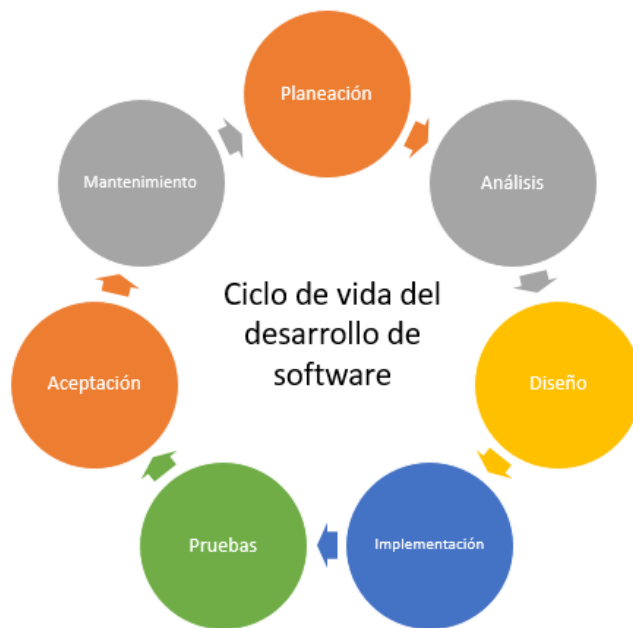 Planeación
Análisis
Diseño
Implementación
Pruebas
Aceptación
Mantenimiento
Ciclo de vida del
desarrollo de
software